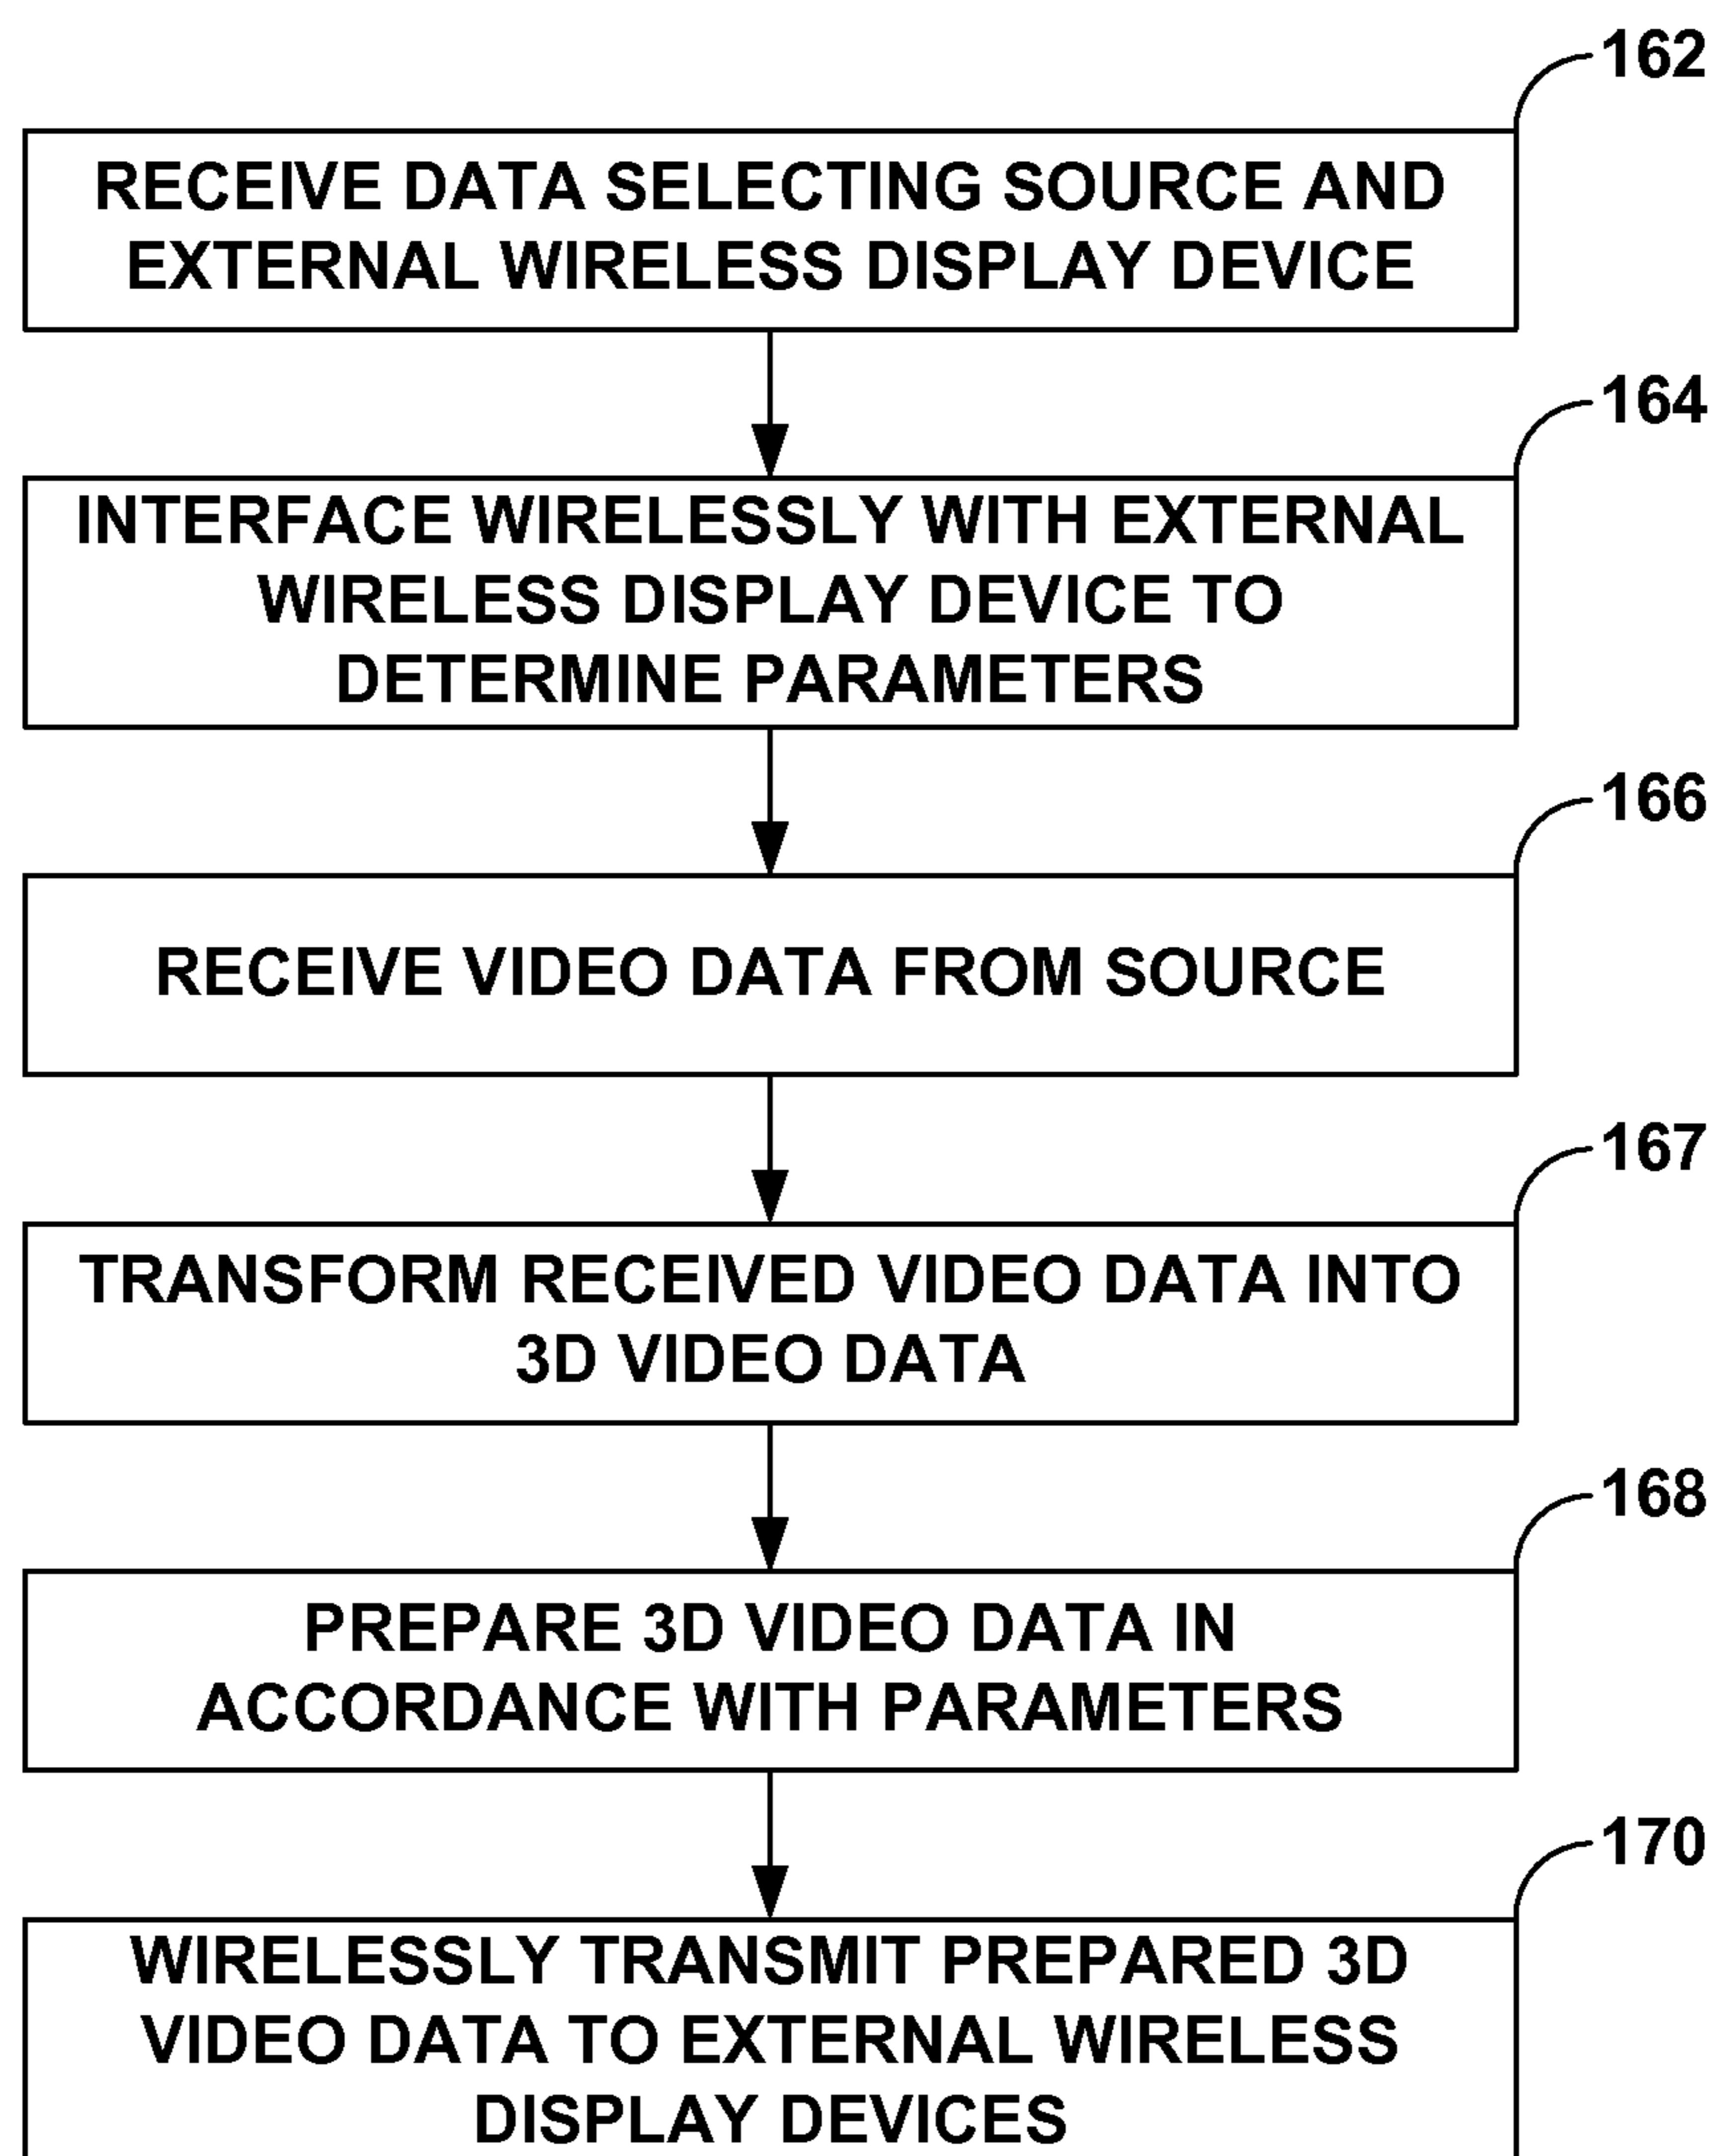 162
RECEIVE DATA SELECTING SOURCE AND
EXTERNAL WIRELESS DISPLAY DEVICE
164
INTERFACE WIRELESSLY WITH EXTERNAL
WIRELESS DISPLAY DEVICE TO
DETERMINE PARAMETERS
166
RECEIVE VIDEO DATA FROM SOURCE
167
TRANSFORM RECEIVED VIDEO DATA INTO
3D VIDEO DATA
168
PREPARE 3D VIDEO DATA IN
ACCORDANCE WITH PARAMETERS
170
WIRELESSLY TRANSMIT PREPARED 3D
VIDEO DATA TO EXTERNAL WIRELESS
DISPLAY DEVICES